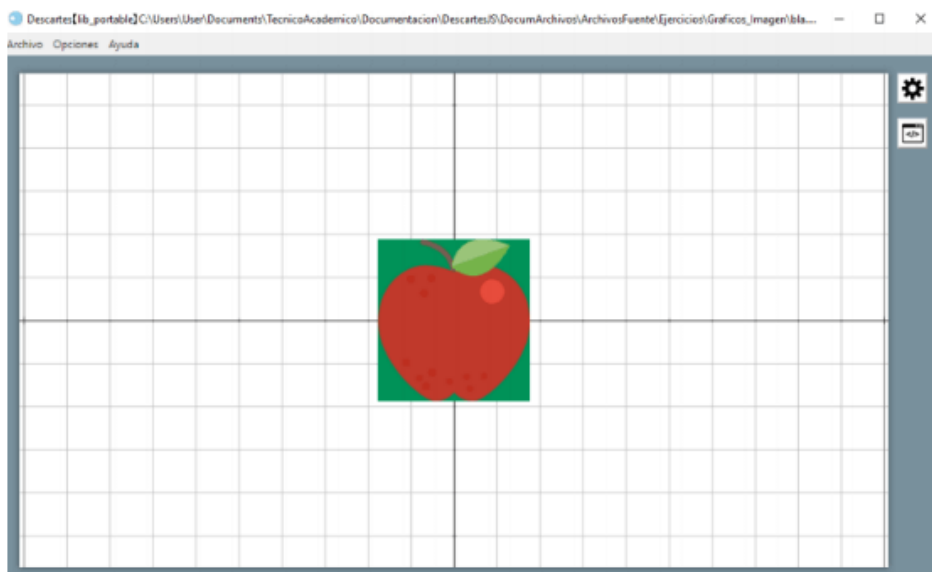 Descartes【lib_portable】C:\Users\User\Documents\TecnicoAcademico\Documentacion\DescartesJS\DocumArchivos\ArchivosFuente\Ejercicios\Graficos_Imagen\bla....
Archivo Opciones Ayuda